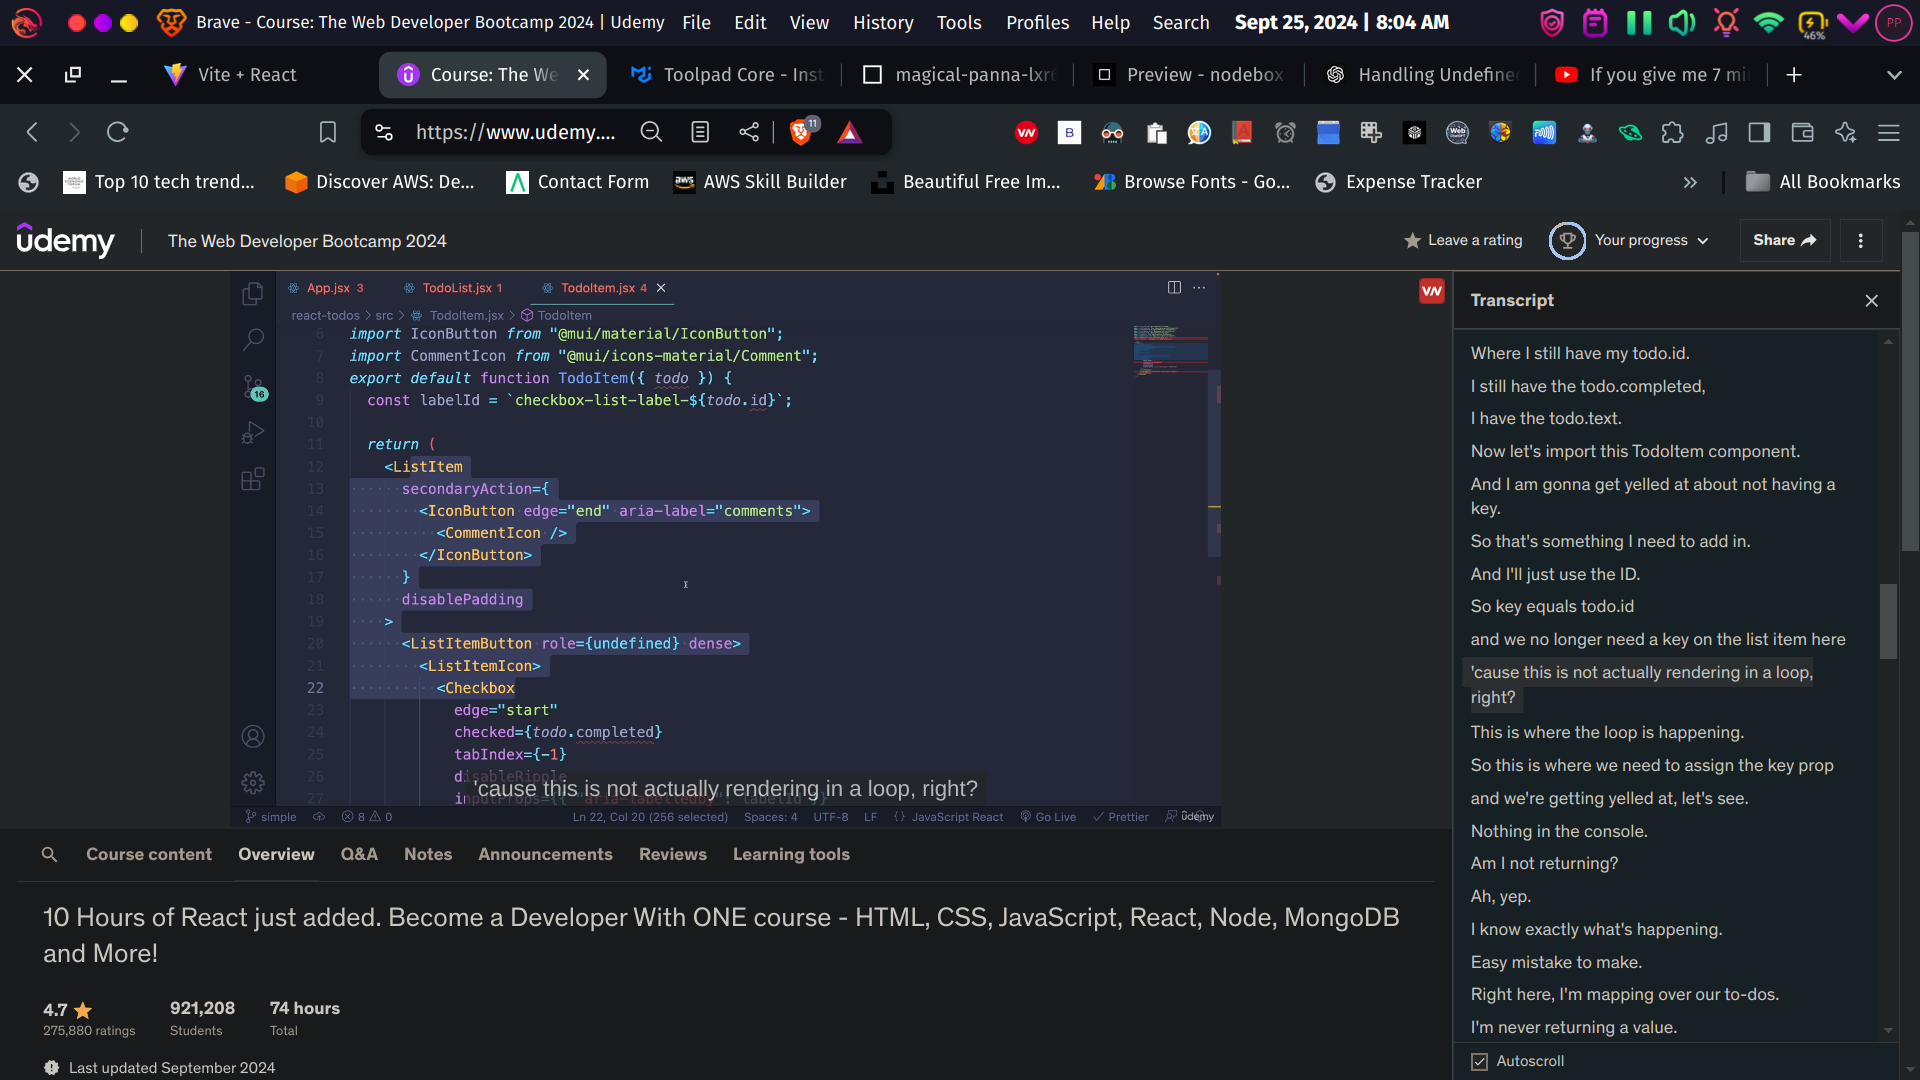 Brave - Course: The Web Developer Bootcamp 2024 | Udemy File Edit View History Tools Profiles Help Search Sept 25, 2024 | 8:04 AM 46% PP
Vite + React Course: The We Toolpad Core - Inst magical-panna-lxr Preview - nodebox Handling Undefine If you give me 7 mi
https://www.udemy.... 11
Top 10 tech trend... Discover AWS: De... Contact Form AWS Skill Builder Beautiful Free Im... Browse Fonts - Go... Expense Tracker All Bookmarks
udemy The Web Developer Bootcamp 2024 Leave a rating Your progress Share
App.jsx 3 TodoList.jsx 1 TodoItem.jsx 4
react-todos > src > TodoItem.jsx > TodoItem
6 import IconButton from "@mui/material/IconButton";
7 import CommentIcon from "@mui/icons-material/Comment";
8 export default function TodoItem({ todo }) {
9 const labelId = `checkbox-list-label-${todo.id}`;
10
11 return (
12 <ListItem
13 secondaryAction={
14 <IconButton edge="end" aria-label="comments">
15 <CommentIcon />
16 </IconButton>
17 }
18 disablePadding
19 >
20 <ListItemButton role={undefined} dense>
21 <ListItemIcon>
22 <Checkbox
23 edge="start"
24 checked={todo.completed}
25 tabIndex={-1}
26 disableRipple
27 inputProps={{ "aria-labelledby": labelId }}
16
'cause this is not actually rendering in a loop, right?
simple 8 0 Ln 22, Col 20 (256 selected) Spaces: 4 UTF-8 LF JavaScript React Go Live Prettier udemy
Transcript
Where I still have my todo.id.
I still have the todo.completed,
I have the todo.text.
Now let's import this TodoItem component.
And I am gonna get yelled at about not having a
key.
So that's something I need to add in.
And I'll just use the ID.
So key equals todo.id
and we no longer need a key on the list item here
'cause this is not actually rendering in a loop,
right?
This is where the loop is happening.
So this is where we need to assign the key prop
and we're getting yelled at, let's see.
Nothing in the console.
Am I not returning?
Ah, yep.
I know exactly what's happening.
Easy mistake to make.
Right here, I'm mapping over our to-dos.
I'm never returning a value.
Autoscroll
Course content Overview Q&A Notes Announcements Reviews Learning tools
10 Hours of React just added. Become a Developer With ONE course - HTML, CSS, JavaScript, React, Node, MongoDB
and More!
4.7 921,208 74 hours
275,880 ratings Students Total
Last updated September 2024